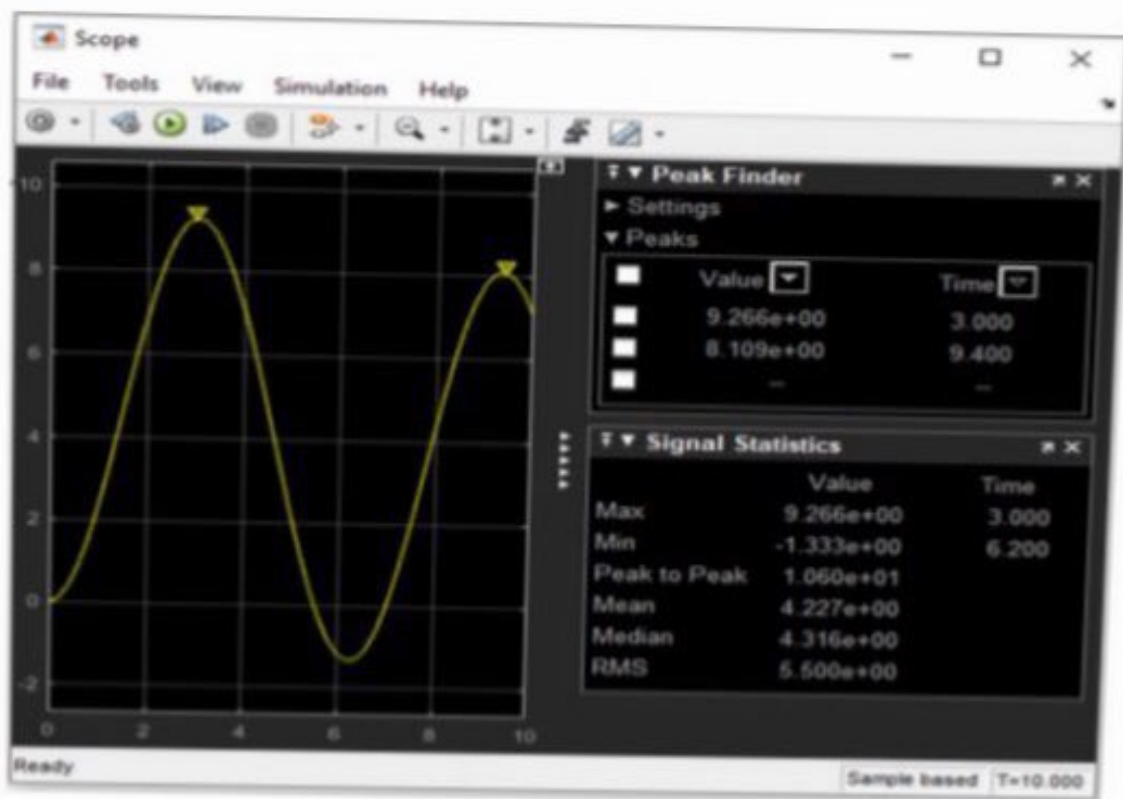 Scope
File Tools View Simulation Help
10
8
6
4
2
0
-2
0 2 4 6 8 10
Peak Finder
Settings
Peaks
Value Time
9.266e+00 3.000
8.109e+00 9.400
-- --
Signal Statistics
Value Time
Max 9.266e+00 3.000
Min -1.333e+00 6.200
Peak to Peak 1.060e+01
Mean 4.227e+00
Median 4.316e+00
RMS 5.500e+00
Ready
Sample based T=10.000